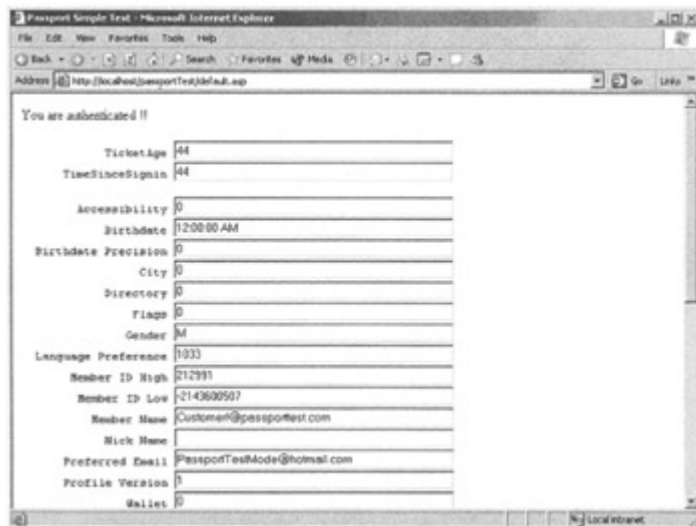 Passport Simple Test - Microsoft Internet Explorer
File Edit View Favorites Tools Help
Back Search Favorites Media
Address http://localhost/passportTest/default.asp Go Links
You are authenticated !!
TicketAge 44
TimeSinceSignin 44
Accessibility 0
Birthdate 12:00:00 AM
Birthdate Precision 0
City 0
Directory 0
Flags 0
Gender M
Language Preference 1033
Member ID High 212991
Member ID Low -2143600507
Member Name Customer1@passporttest.com
Nick Name
Preferred Email PassportTestMode@hotmail.com
Profile Version 1
Wallet 0
Local intranet